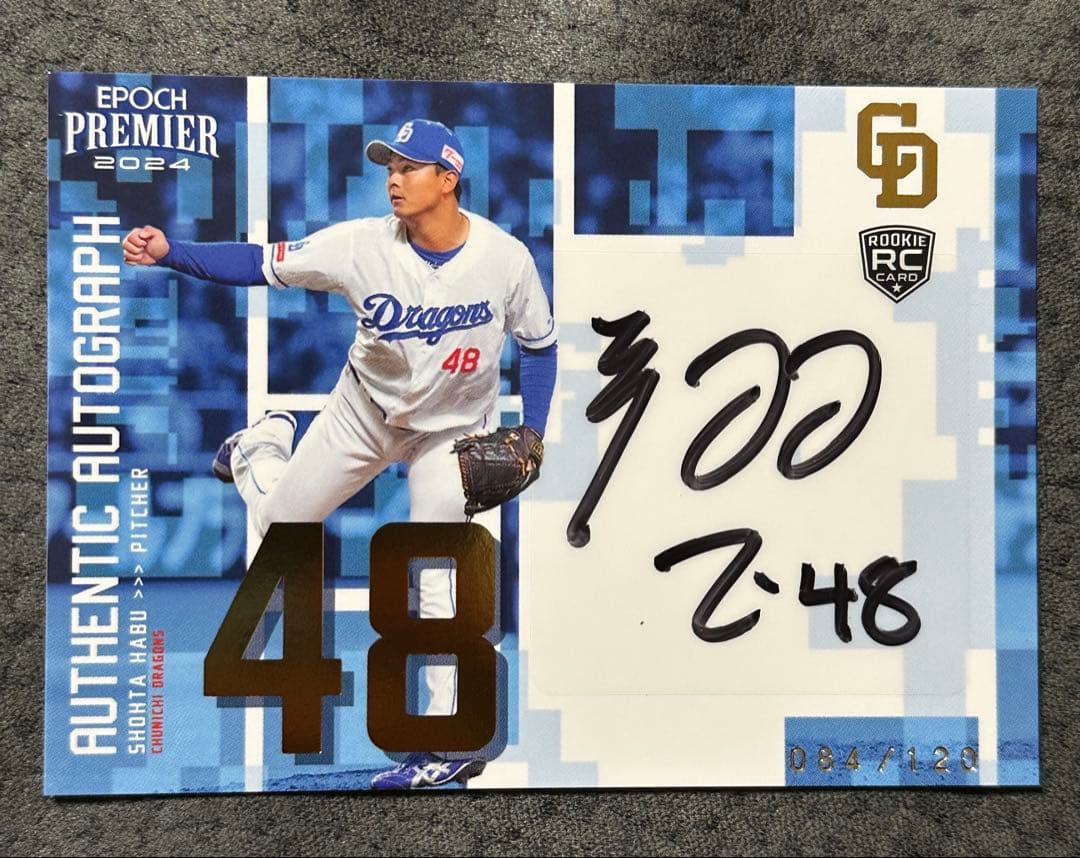 EPOCH
PREMIER
2024
AUTHENTIC AUTOGRAPH
SHOHTA HABU >>> PITCHER
CHUNICHI DRAGONS
CD
Dragons
48
48
CD
ROOKIE
RC
CARD
48
084/120